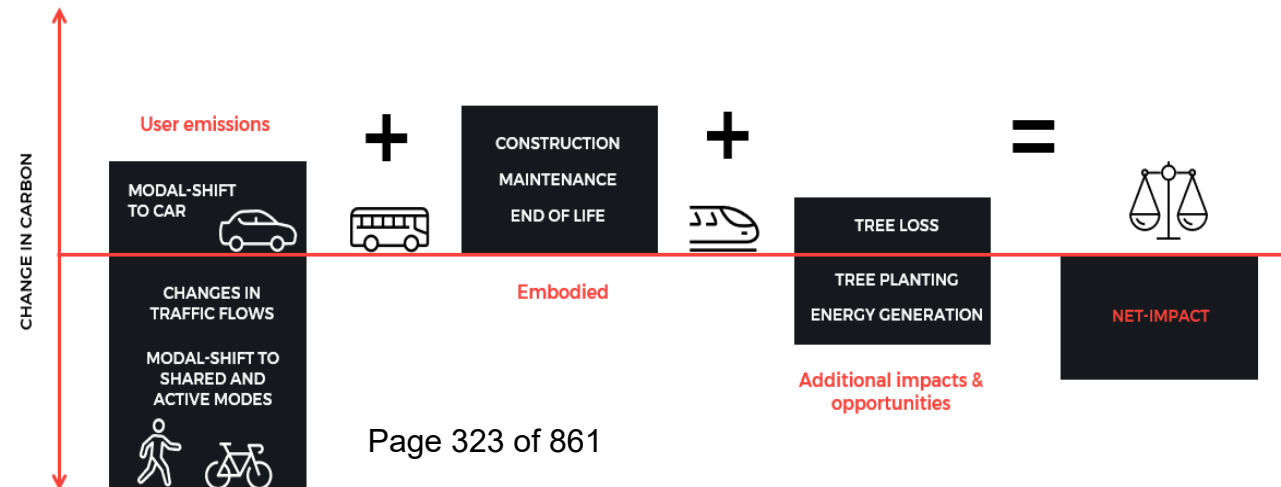 CHANGE IN CARBON
User emissions
MODAL-SHIFT
TO CAR
CHANGES IN
TRAFFIC FLOWS
MODAL-SHIFT TO
SHARED AND
ACTIVE MODES
+
CONSTRUCTION
MAINTENANCE
END OF LIFE
Embodied
+
TREE LOSS
TREE PLANTING
ENERGY GENERATION
Additional impacts &
opportunities
=
NET-IMPACT
Page 323 of 861